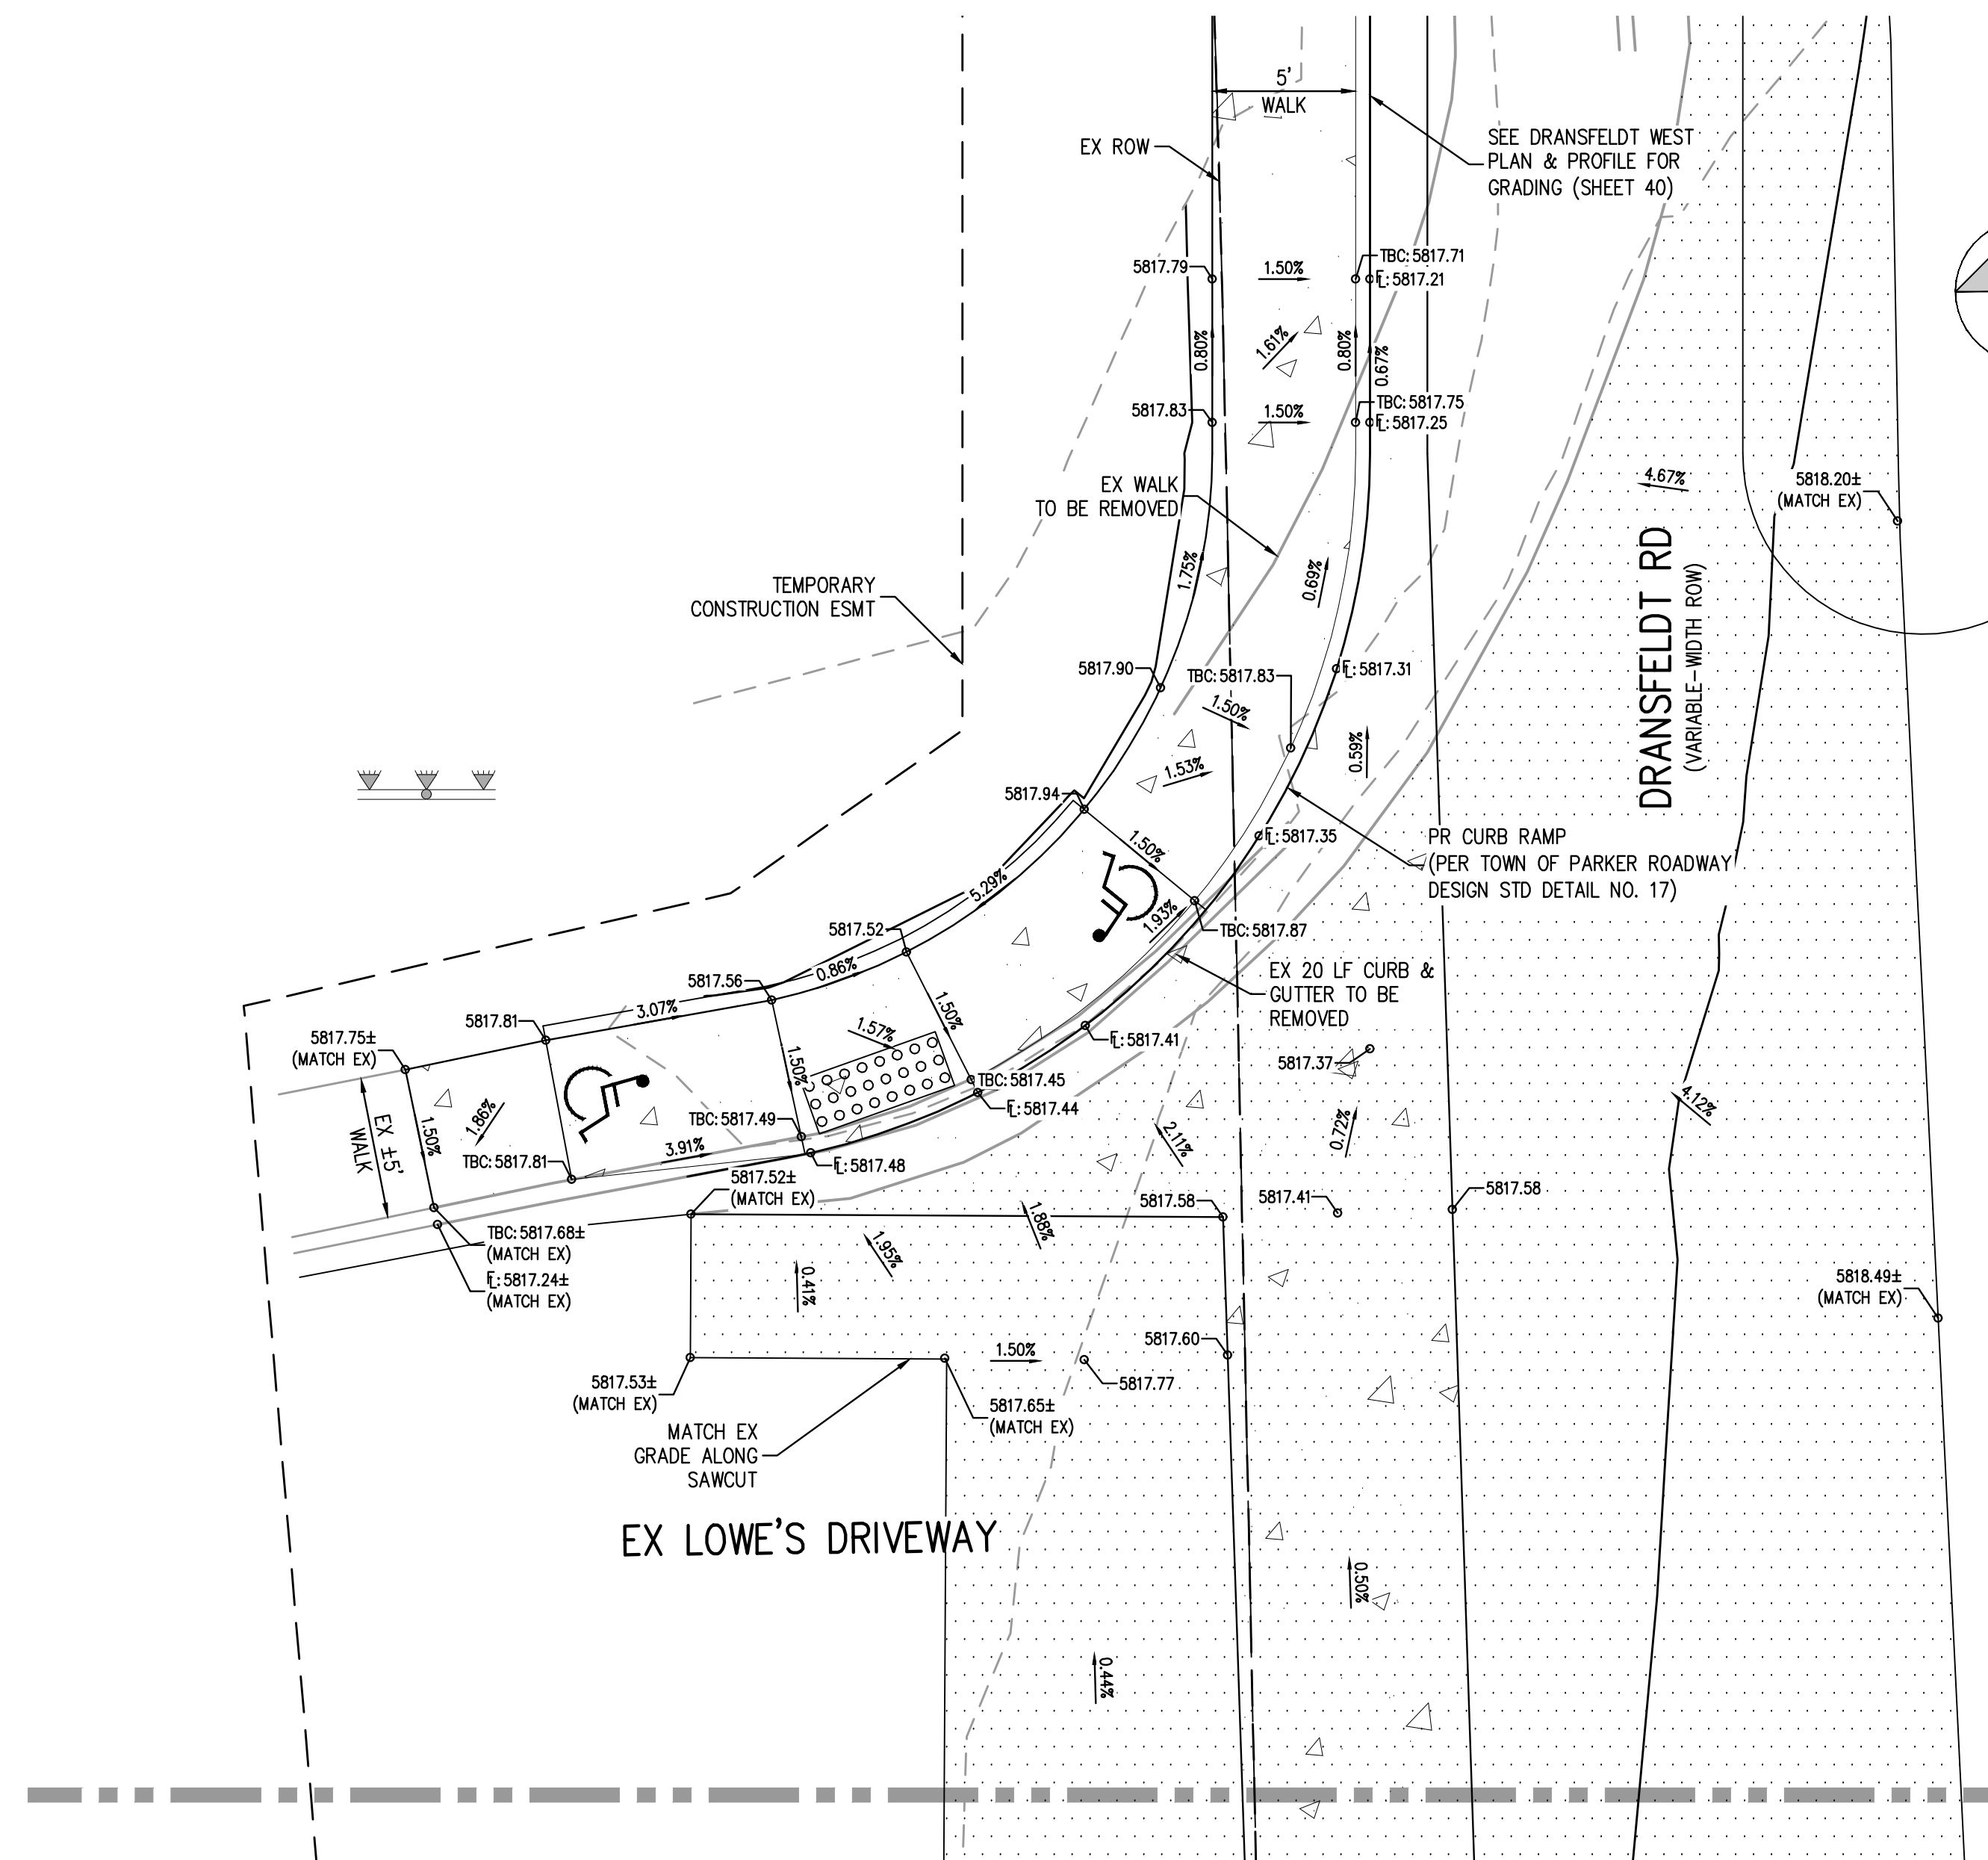 5'
WALK
EX ROW
SEE DRANSFELDT WEST
PLAN & PROFILE FOR
GRADING (SHEET 40)
5817.79
1.50%
TBC: 5817.71
FL: 5817.21
0.80%
1.61%
0.80%
0.67%
5817.83
1.50%
TBC: 5817.75
FL: 5817.25
EX WALK
TO BE REMOVED
4.67%
5818.20±
(MATCH EX)
DRANSFELDT RD
(VARIABLE-WIDTH ROW)
TEMPORARY
CONSTRUCTION ESMT
1.75%
0.69%
5817.90
TBC: 5817.83
FL: 5817.31
1.50%
0.59%
1.53%
5817.94
1.50%
FL: 5817.35
PR CURB RAMP
(PER TOWN OF PARKER ROADWAY
DESIGN STD DETAIL NO. 17)
5.29%
1.93%
TBC: 5817.87
5817.52
0.86%
EX 20 LF CURB &
GUTTER TO BE
REMOVED
5817.56
3.07%
1.50%
5817.81
1.57%
FL: 5817.41
5817.75±
(MATCH EX)
1.50%
5817.37
TBC: 5817.45
FL: 5817.44
4.12%
EX ±5'
WALK
1.50%
1.86%
TBC: 5817.49
2.11%
0.72%
TBC: 5817.81
3.91%
FL: 5817.48
5817.52±
(MATCH EX)
5817.58
5817.41
5817.58
TBC: 5817.68±
(MATCH EX)
1.88%
1.95%
FL: 5817.24±
(MATCH EX)
0.41%
5818.49±
(MATCH EX)
1.50%
5817.60
5817.53±
(MATCH EX)
5817.77
5817.65±
(MATCH EX)
MATCH EX
GRADE ALONG
SAWCUT
EX LOWE'S DRIVEWAY
0.50%
0.44%